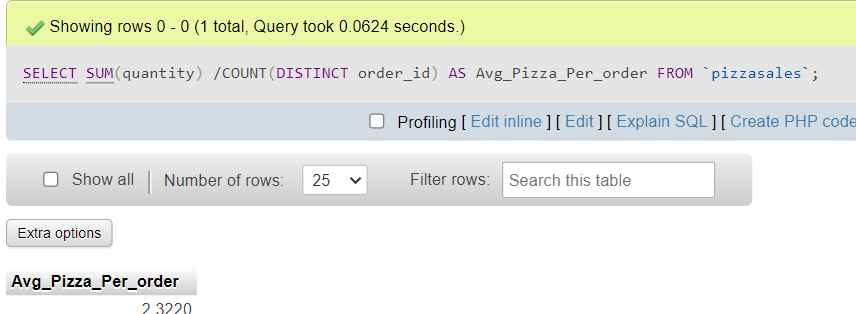 Showing rows 0 - 0 (1 total, Query took 0.0624 seconds.)
SELECT SUM(quantity) /COUNT(DISTINCT order_id) AS Avg_Pizza_Per_order FROM `pizzasales`;
Profiling [ Edit inline ] [ Edit ] [ Explain SQL ] [ Create PHP code
Show all Number of rows: 25 Filter rows: Search this table
Extra options
Avg_Pizza_Per_order
2.3220